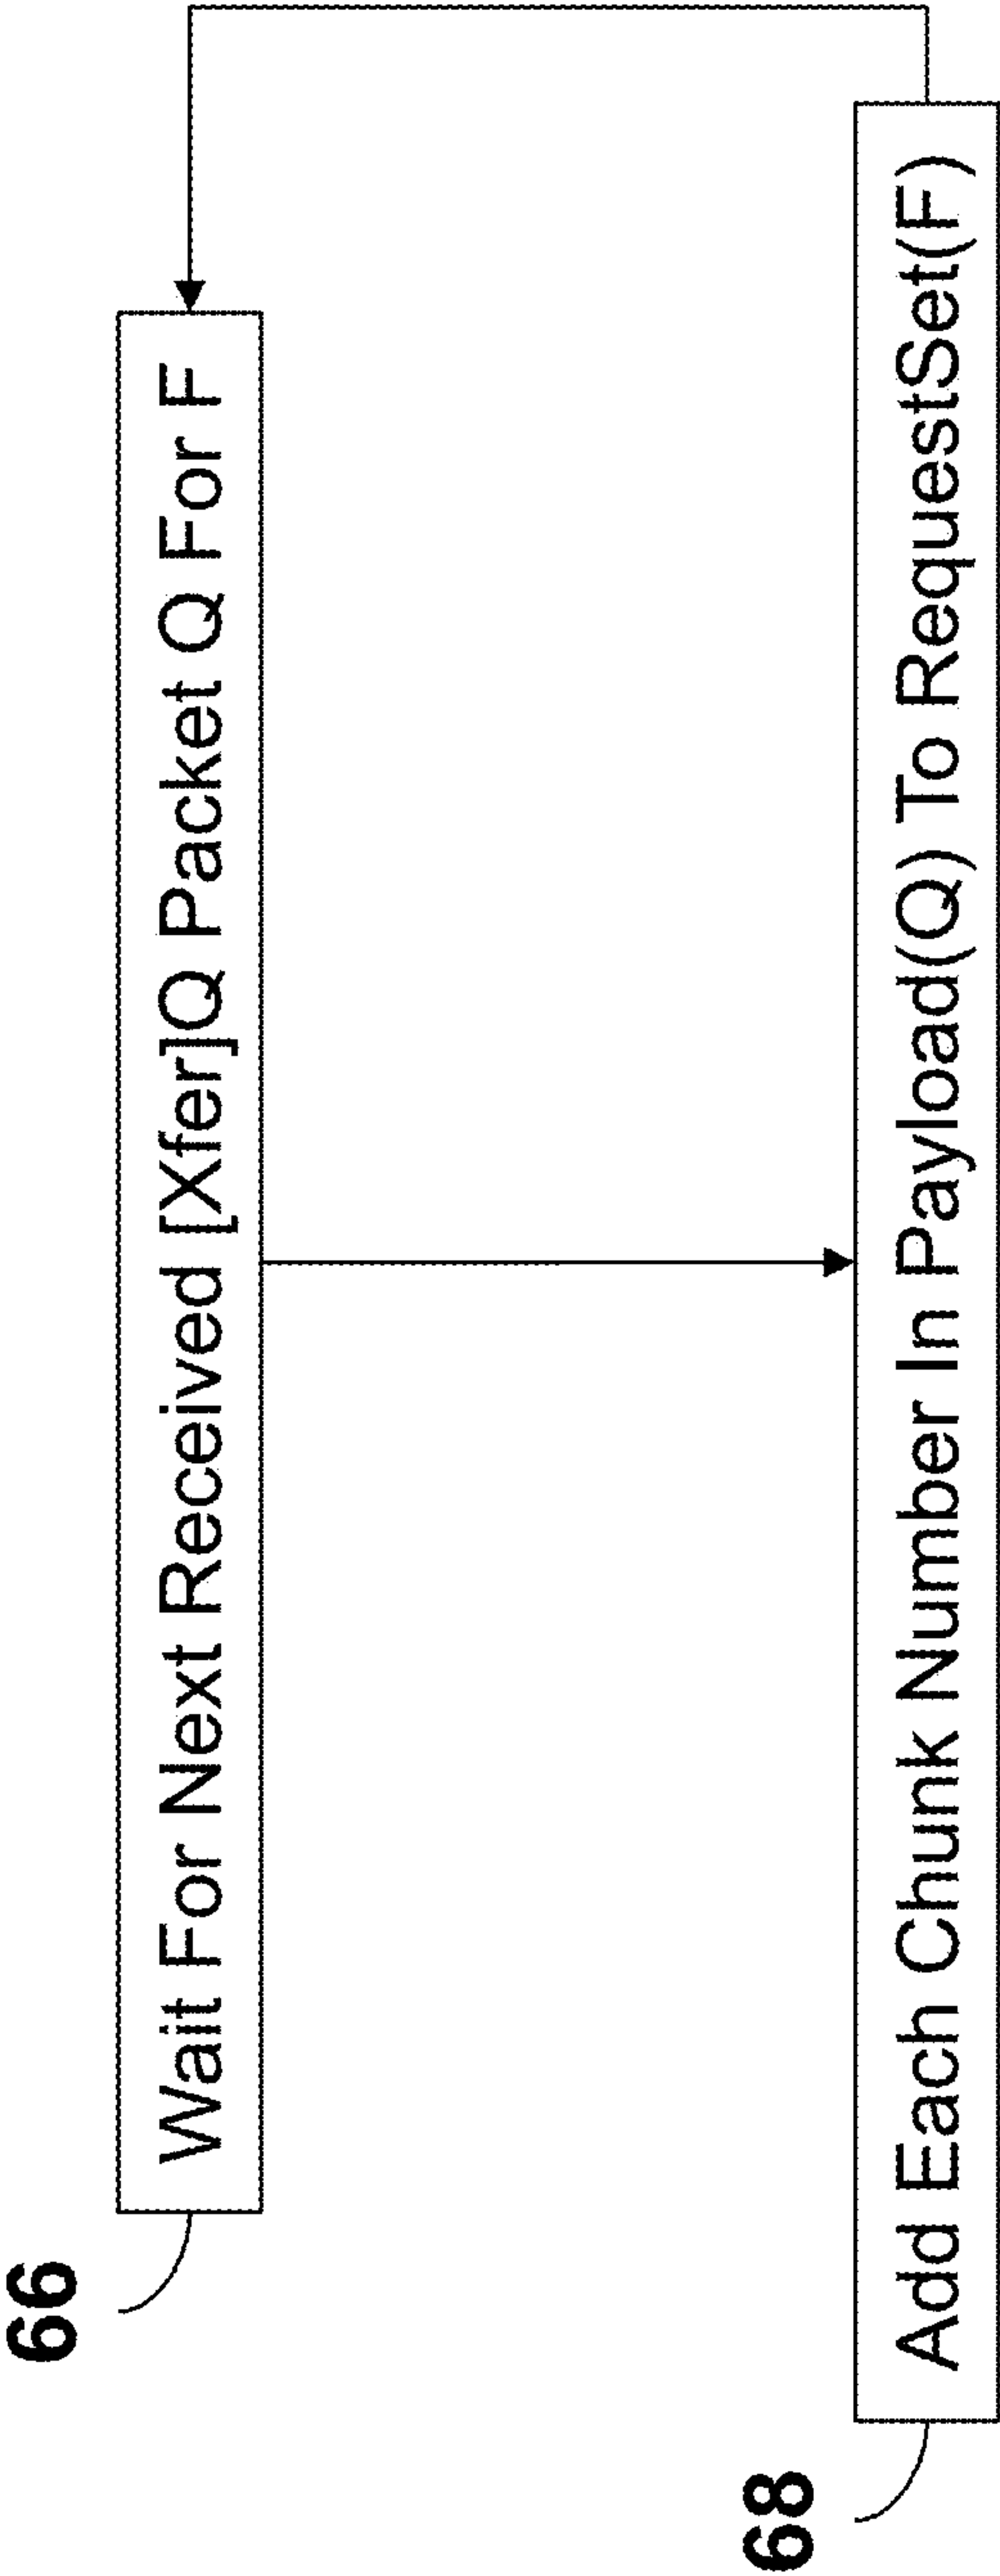 66
Wait For Next Received [Xfer]Q Packet Q For F
68
Add Each Chunk Number In Payload(Q) To RequestSet(F)